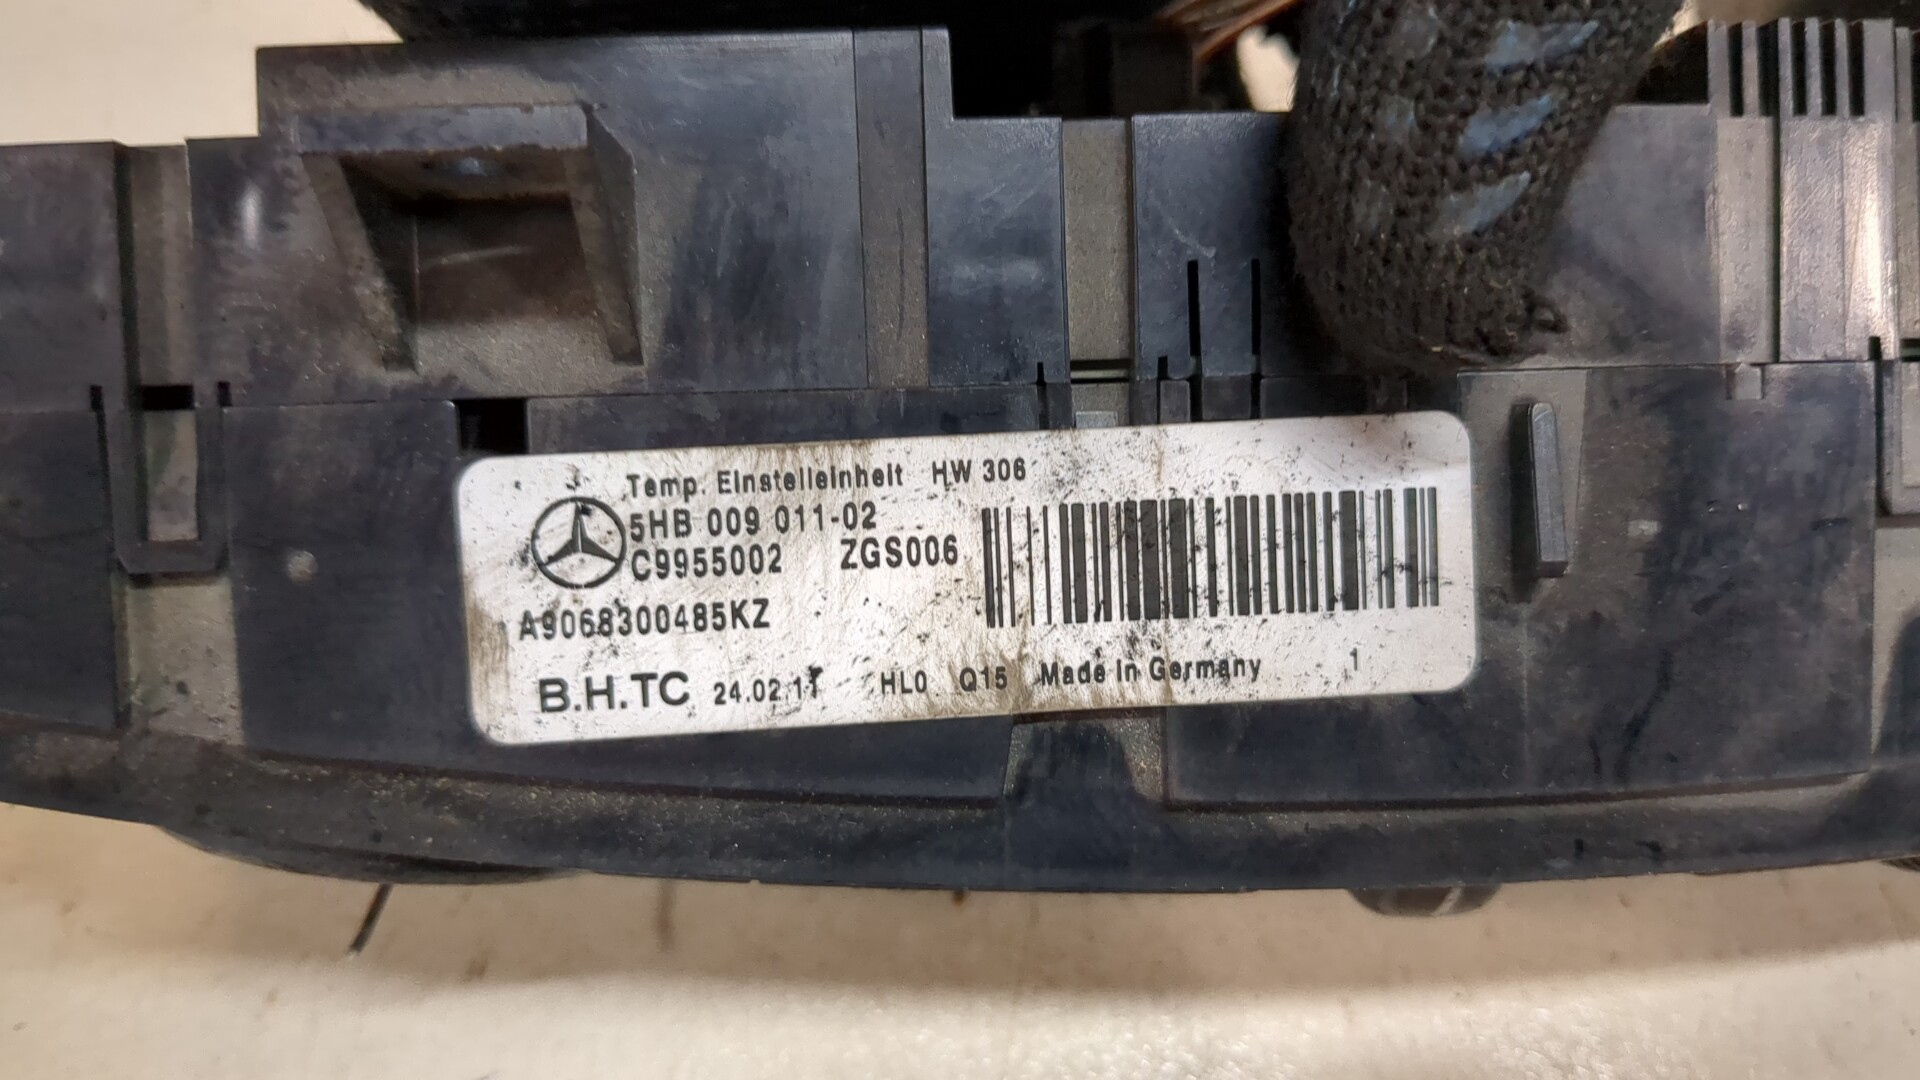 Temp. Einstelleinheit HW 306
5HB 009 011-02
C9955002 ZGS006
A9068300485KZ
B.H.TC 24.02.11 HL0 Q15 Made in Germany 1